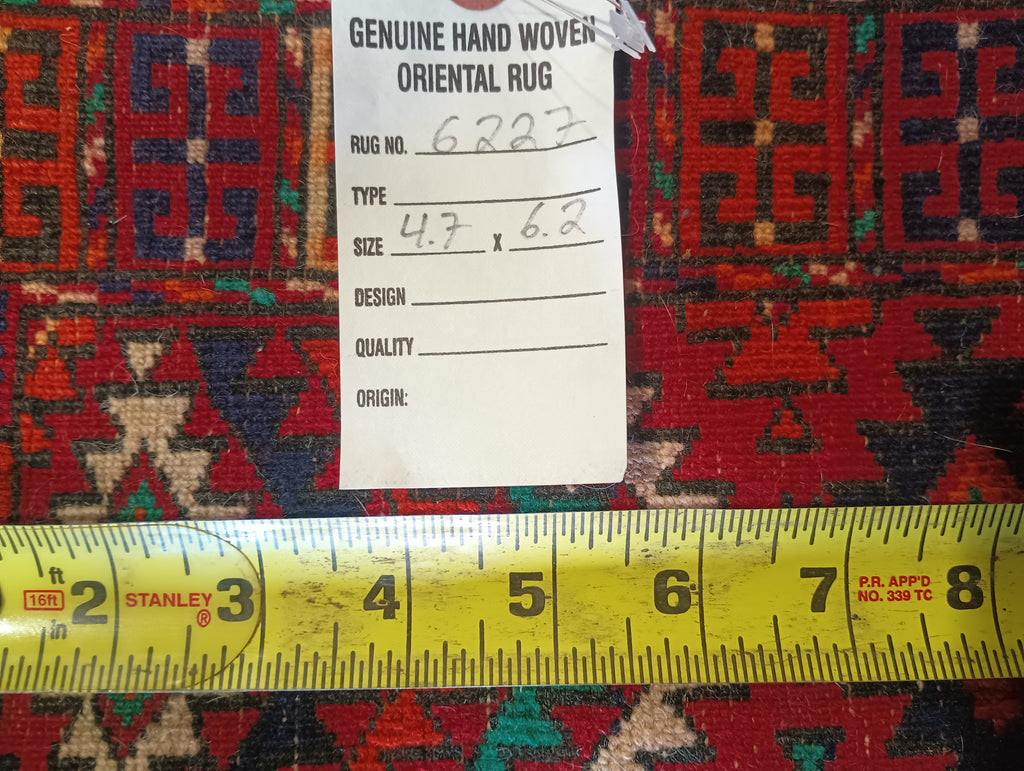 GENUINE HAND WOVEN
ORIENTAL RUG
RUG NO. 6227
TYPE
SIZE 4.7 X 6.2
DESIGN
QUALITY
ORIGIN:
ft
16ft 2 STANLEY® 3 4 5 6 7 P.R. APP'D 8
NO. 339 TC
in